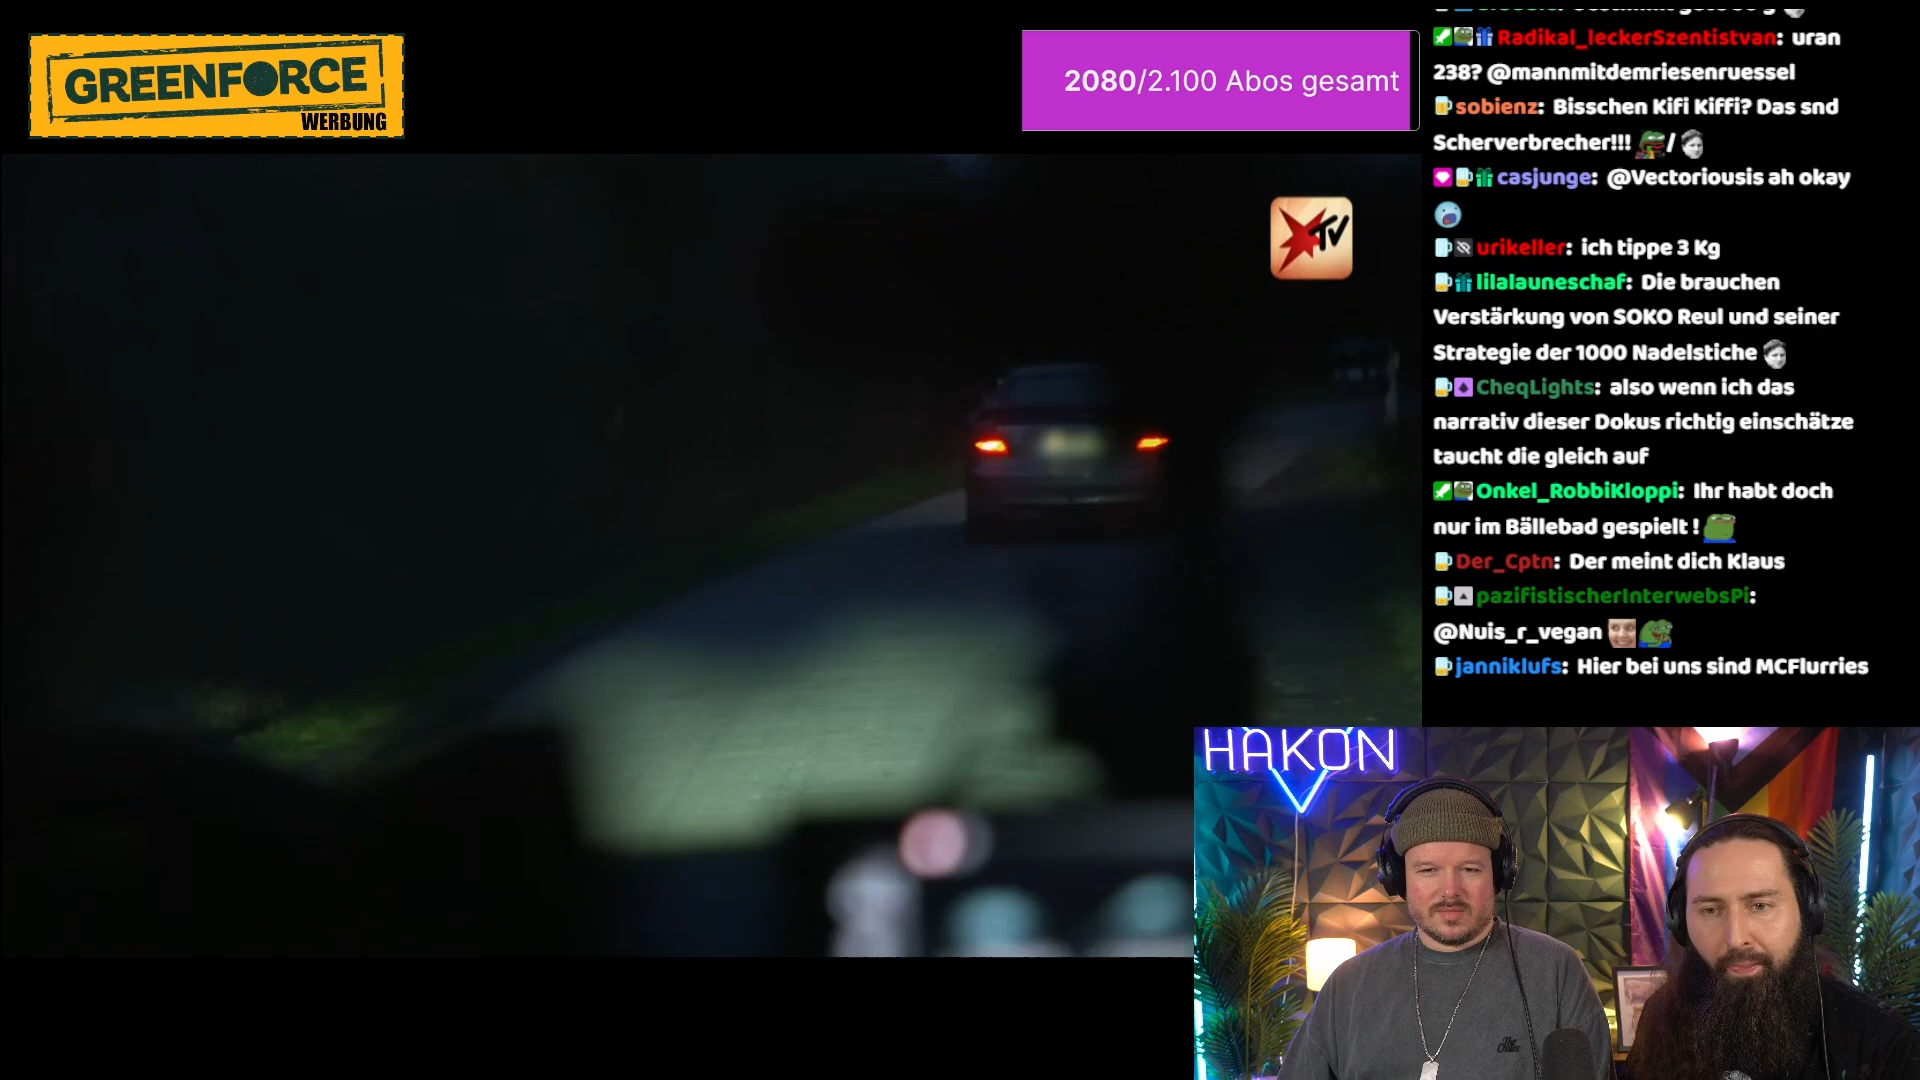 GREENFORCE
WERBUNG
2080/2.100 Abos gesamt
TV
Radikal_leckerSzentistvan: uran
238? @mannmitdemriesenruessel
sobienz: Bisschen Kifi Kiffi? Das snd
Scherverbrecher!!! /
casjunge: @Vectoriousis ah okay
urikeller: ich tippe 3 Kg
lilalauneschaf: Die brauchen
Verstärkung von SOKO Reul und seiner
Strategie der 1000 Nadelstiche
CheqLights: also wenn ich das
narrativ dieser Dokus richtig einschätze
taucht die gleich auf
Onkel_RobbiKloppi: Ihr habt doch
nur im Bällebad gespielt !
Der_Cptn: Der meint dich Klaus
pazifistischerInterwebsPi:
@Nuis_r_vegan
janniklufs: Hier bei uns sind MCFlurries
HAKON